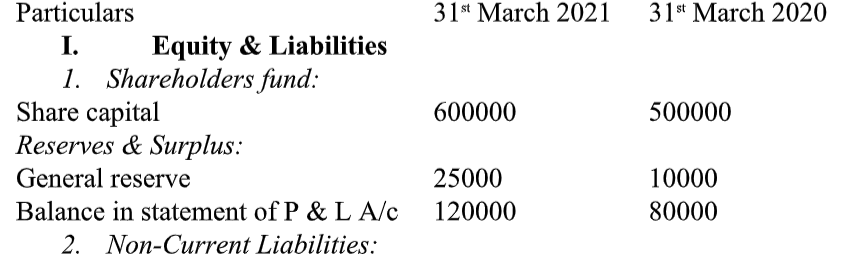 Particulars 31st March 2021 31st March 2020
I. Equity & Liabilities
1. Shareholders fund:
Share capital 600000 500000
Reserves & Surplus:
General reserve 25000 10000
Balance in statement of P & L A/c 120000 80000
2. Non-Current Liabilities: